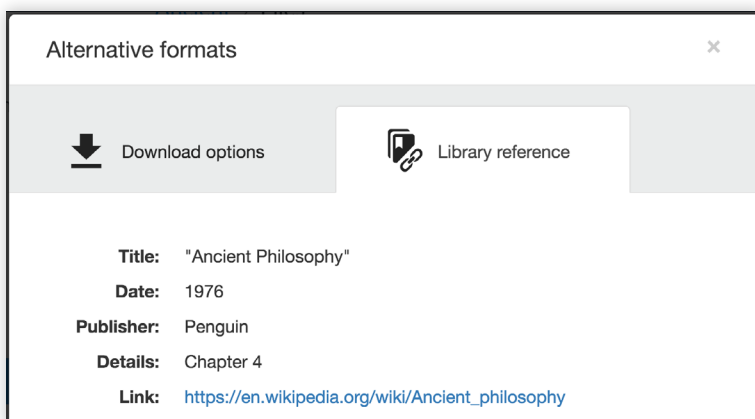 Alternative formats
×
Download options
Library reference
Title: "Ancient Philosophy"
Date: 1976
Publisher: Penguin
Details: Chapter 4
Link: https://en.wikipedia.org/wiki/Ancient_philosophy